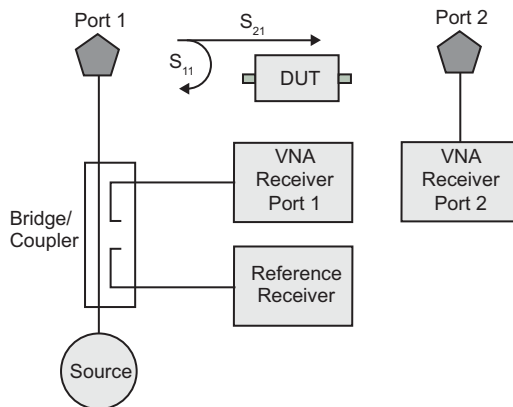 Port 1
Port 2
S21
S11
DUT
VNA
Receiver
Port 1
VNA
Receiver
Port 2
Bridge/
Coupler
Reference
Receiver
Source